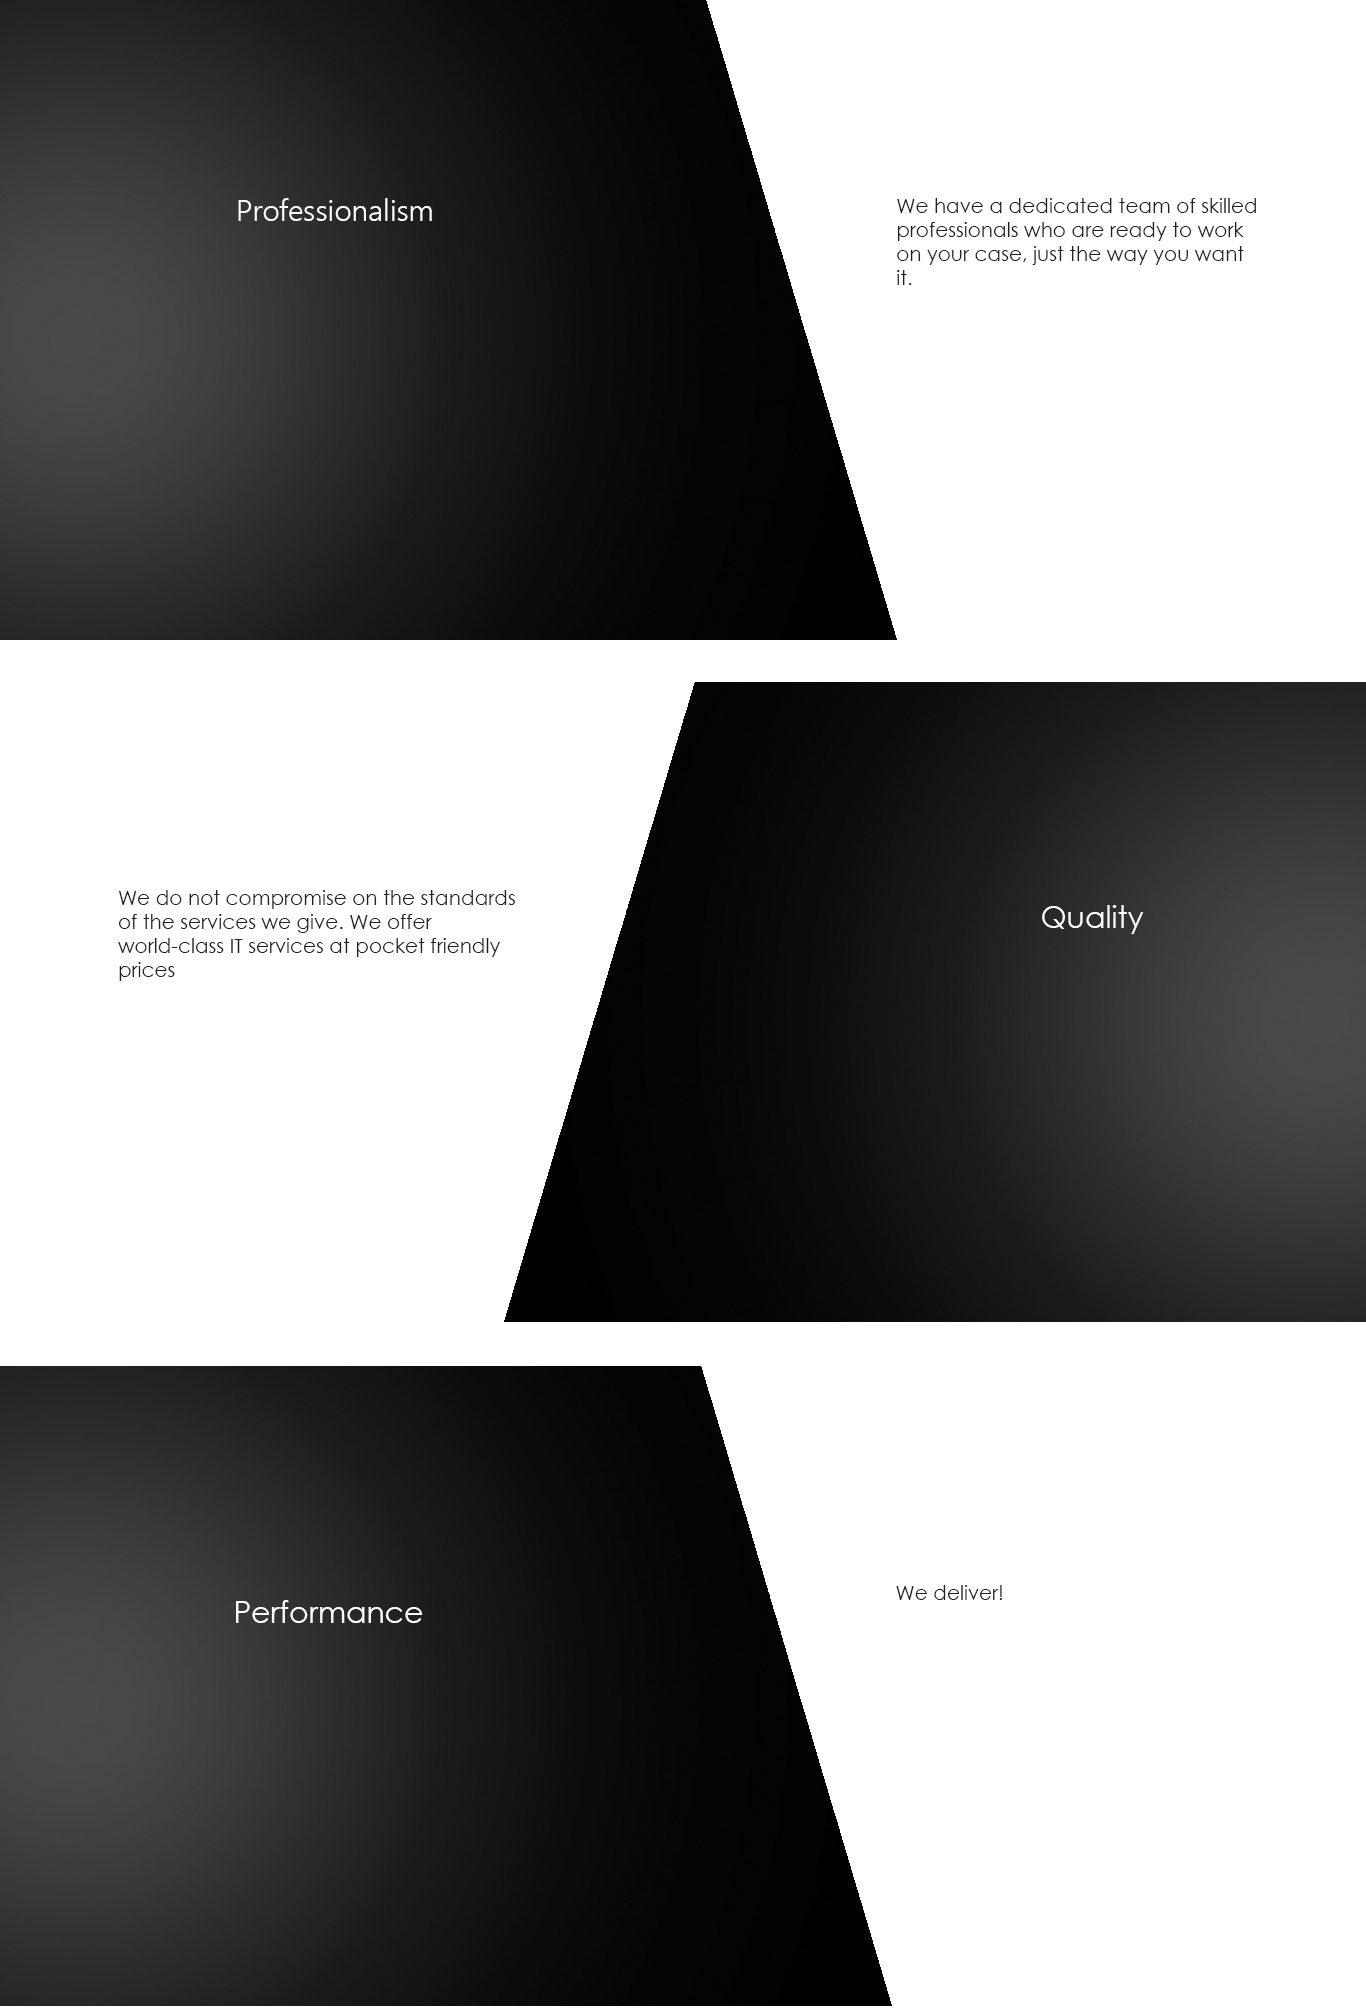 Professionalism
We have a dedicated team of skilled
professionals who are ready to work
on your case, just the way you want
it.
We do not compromise on the standards
of the services we give. We offer
world-class IT services at pocket friendly
prices
Quality
Performance
We deliver!